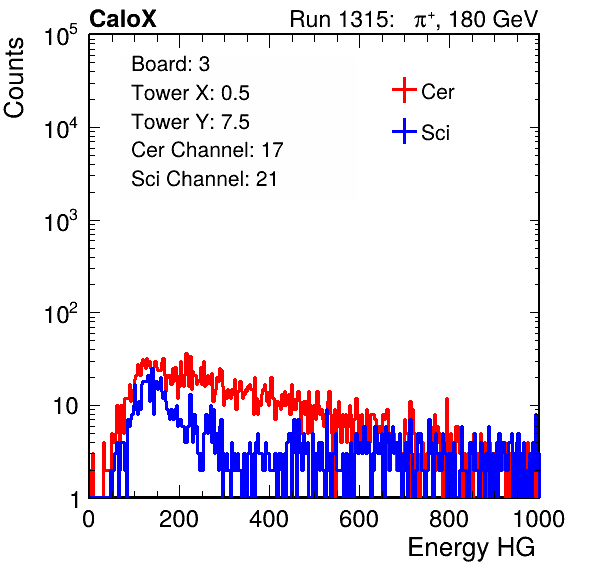 CaloX Run 1315: π⁺, 180 GeV
Counts
10⁵
10⁴
10³
10²
10
1
Board: 3
Tower X: 0.5
Tower Y: 7.5
Cer Channel: 17
Sci Channel: 21
Cer
Sci
0 200 400 600 800 1000
Energy HG